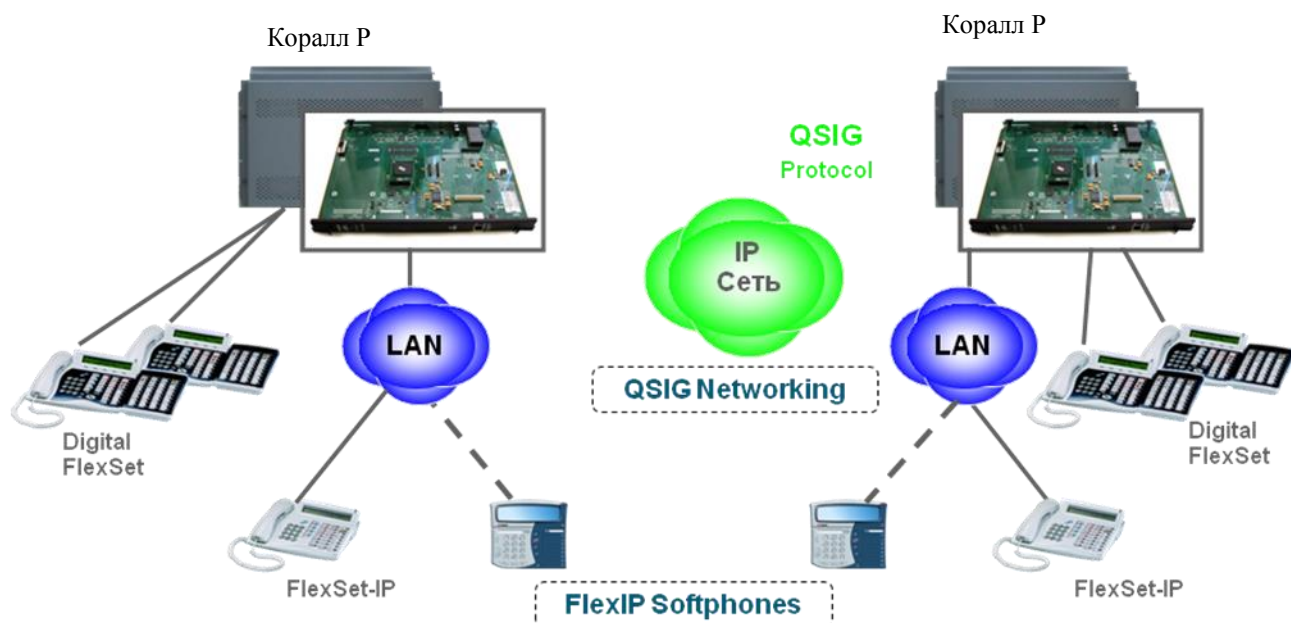 Коралл Р
Коралл Р
QSIG
Protocol
IP
Сеть
LAN
LAN
QSIG Networking
Digital
FlexSet
Digital
FlexSet
FlexSet-IP
FlexSet-IP
FlexIP Softphones